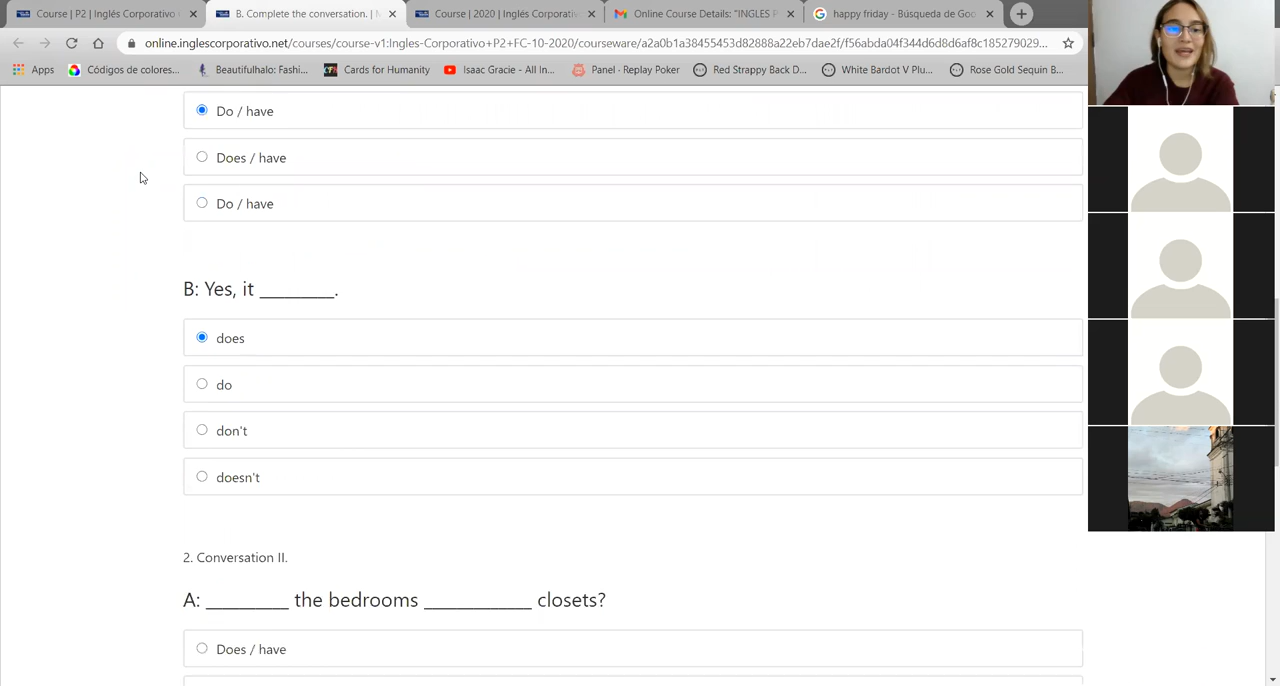 Course | P2 | Inglés Corporativo
B. Complete the conversation. |
Course | 2020 | Inglés Corporativ
Online Course Details: "INGLES P
happy friday - Búsqueda de Goo
online.inglescorporativo.net/courses/course-v1:Ingles-Corporativo+P2+FC-10-2020/courseware/a2a0b1a38455453d82888a22eb7dae2f/f56abda04f344d6d8d6af8c185279029...
Apps
Códigos de colores...
Beautifulhalo: Fashi...
Cards for Humanity
Isaac Gracie - All In...
Panel · Replay Poker
Red Strappy Back D...
White Bardot V Plu...
Rose Gold Sequin B...
Do / have
Does / have
Do / have
B: Yes, it _________.
does
do
don't
doesn't
2. Conversation II.
A: __________ the bedrooms _____________ closets?
Does / have